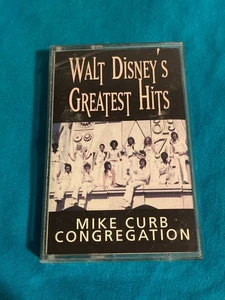 WALT DISNEY'S
GREATEST HITS
MIKE CURB
CONGREGATION